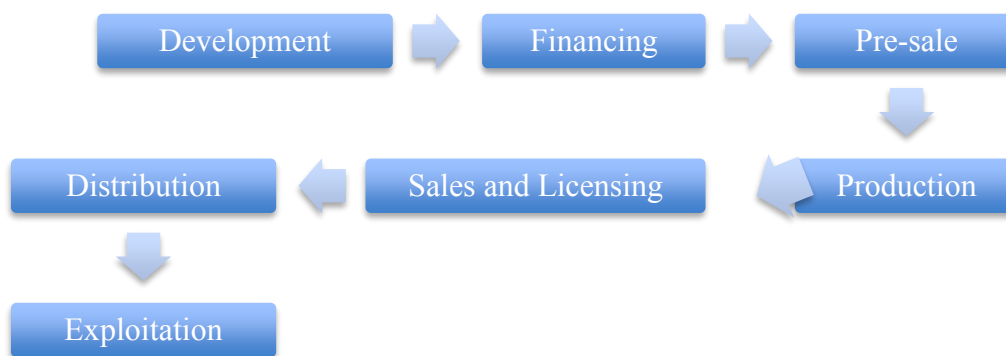 Development
Financing
Pre-sale
Distribution
Sales and Licensing
Production
Exploitation